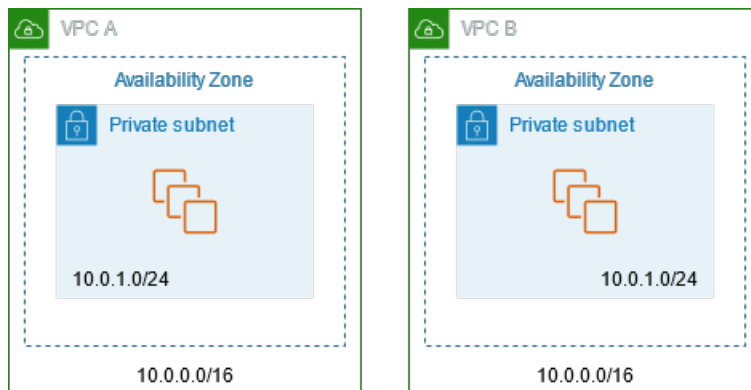 VPC A
Availability Zone
Private subnet
10.0.1.0/24
10.0.0.0/16
VPC B
Availability Zone
Private subnet
10.0.1.0/24
10.0.0.0/16